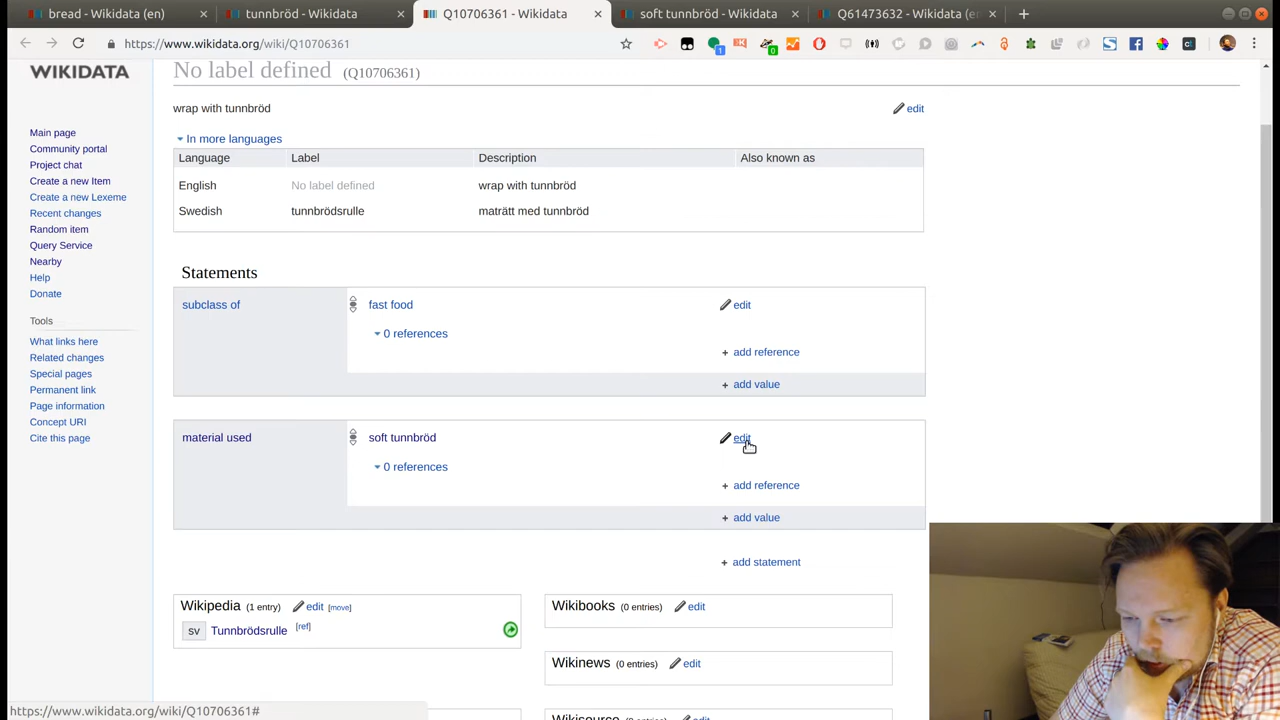 bread - Wikidata (en)
tunnbröd - Wikidata
Q10706361 - Wikidata
soft tunnbröd - Wikidata
Q61473632 - Wikidata (en
https://www.wikidata.org/wiki/Q10706361
WIKIDATA
Main page
Community portal
Project chat
Create a new Item
Create a new Lexeme
Recent changes
Random item
Query Service
Nearby
Help
Donate
Tools
What links here
Related changes
Special pages
Permanent link
Page information
Concept URI
Cite this page
No label defined (Q10706361)
wrap with tunnbröd
edit
In more languages
Language Label Description Also known as
English No label defined wrap with tunnbröd
Swedish tunnbrödsrulle maträtt med tunnbröd
Statements
subclass of fast food edit
0 references
+ add reference
+ add value
material used soft tunnbröd edit
0 references
+ add reference
+ add value
+ add statement
Wikipedia (1 entry) edit [move]
sv Tunnbrödsrulle [ref]
Wikibooks (0 entries) edit
Wikinews (0 entries) edit
Wikisource (0 entries) edit
https://www.wikidata.org/wiki/Q10706361#